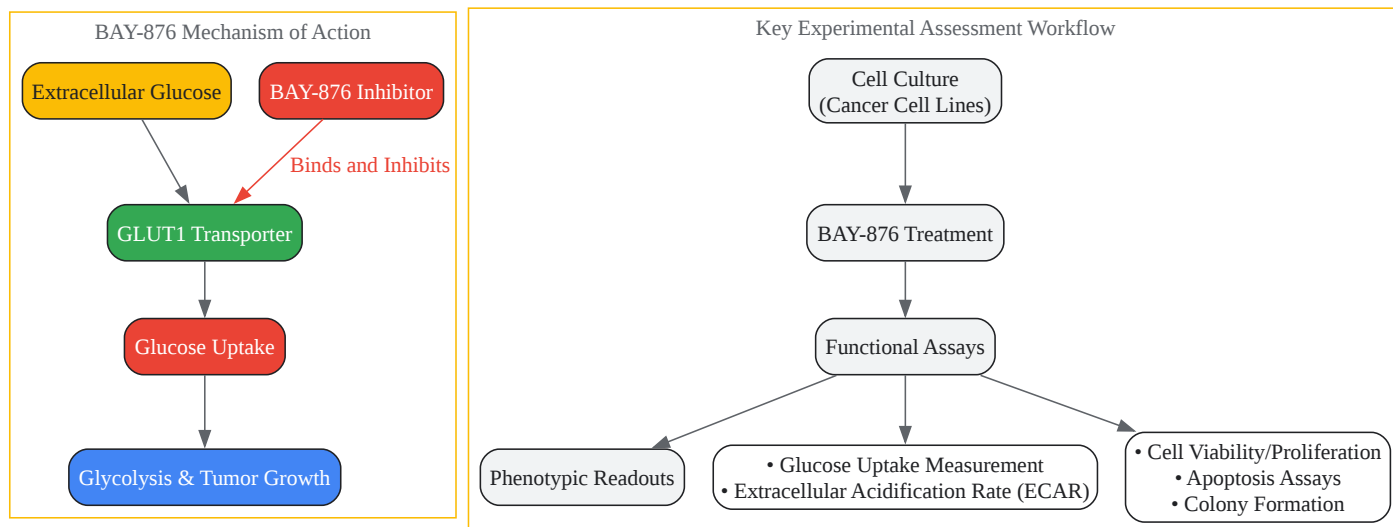 BAY-876 Mechanism of Action
Extracellular Glucose
BAY-876 Inhibitor
Binds and Inhibits
GLUT1 Transporter
Glucose Uptake
Glycolysis & Tumor Growth
Key Experimental Assessment Workflow
Cell Culture
(Cancer Cell Lines)
BAY-876 Treatment
Functional Assays
Phenotypic Readouts
• Glucose Uptake Measurement
• Extracellular Acidification Rate (ECAR)
• Cell Viability/Proliferation
• Apoptosis Assays
• Colony Formation